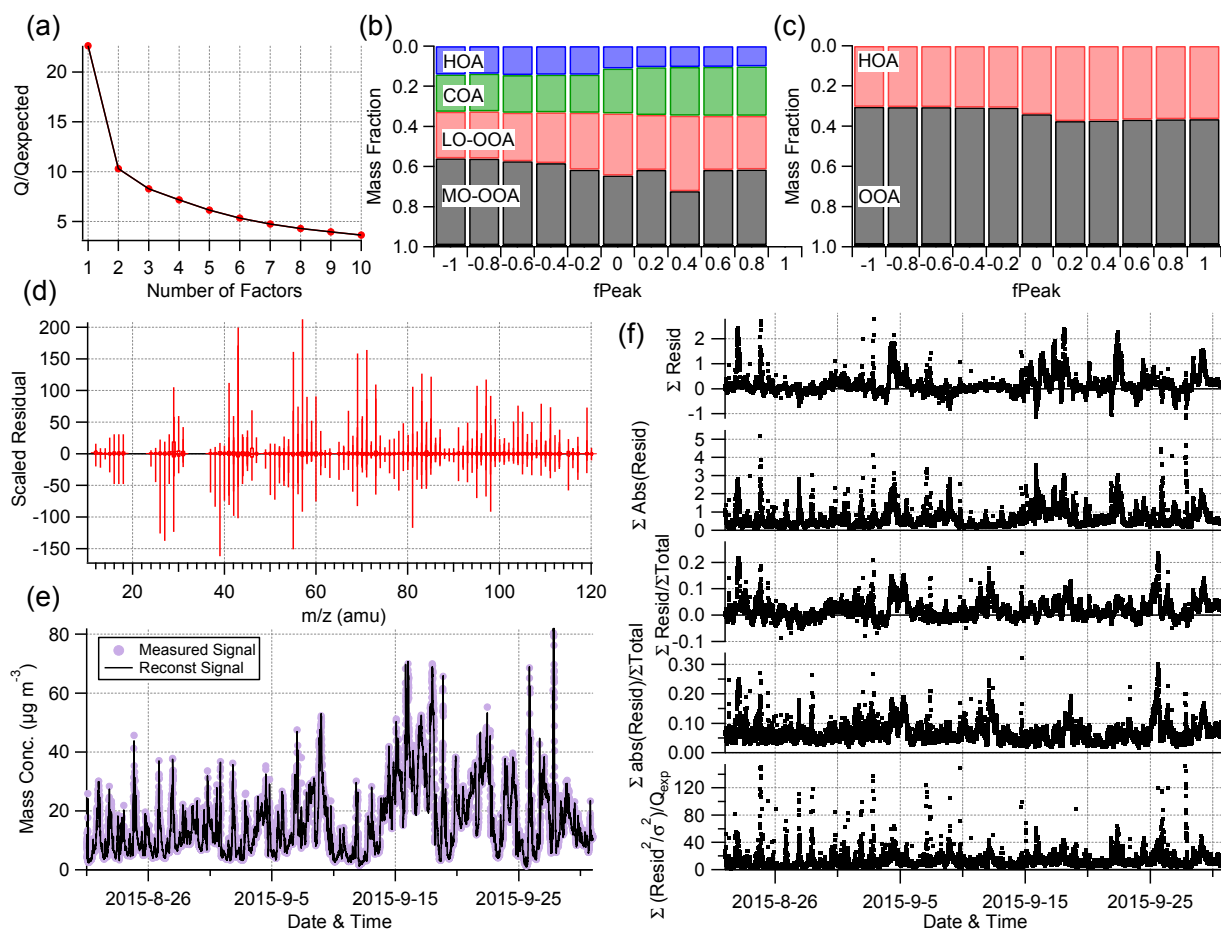 (a)
Q/Qexpected
20
15
10
5
1 2 3 4 5 6 7 8 9 10
Number of Factors
(b)
Mass Fraction
0.0
0.2
0.4
0.6
0.8
1.0
HOA
COA
LO-OOA
MO-OOA
-1 -0.8 -0.6 -0.4 -0.2 0 0.2 0.4 0.6 0.8 1
fPeak
(c)
Mass Fraction
0.0
0.2
0.4
0.6
0.8
1.0
HOA
OOA
-1 -0.8 -0.6 -0.4 -0.2 0 0.2 0.4 0.6 0.8 1
fPeak
(d)
Scaled Residual
200
150
100
50
0
-50
-100
-150
20 40 60 80 100 120
m/z (amu)
(e)
Mass Conc. (µg m⁻³)
80
60
40
20
0
Measured Signal
Reconst Signal
2015-8-26 2015-9-5 2015-9-15 2015-9-25
Date & Time
(f)
Σ Resid
2
1
0
-1
Σ Abs(Resid)
5
4
3
2
1
0
Σ Resid/ΣTotal
0.2
0.1
0.0
-0.1
Σ abs(Resid)/ΣTotal
0.30
0.20
0.10
0.00
Σ (Resid²/σ²)/Qexp
120
80
40
0
2015-8-26 2015-9-5 2015-9-15 2015-9-25
Date & Time